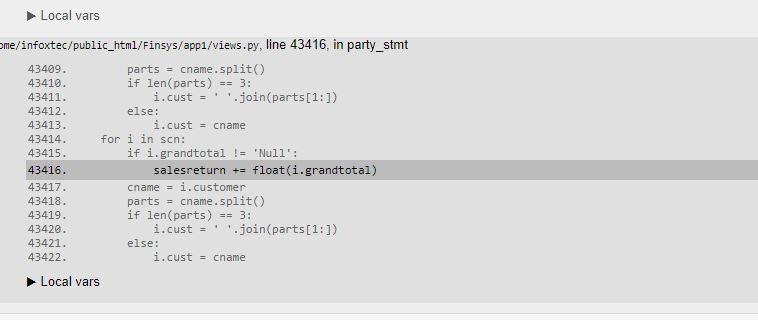 ▶ Local vars
ome/infoxtec/public_html/Finsys/app1/views.py, line 43416, in party_stmt
43409.         parts = cname.split()
43410.         if len(parts) == 3:
43411.             i.cust = ' '.join(parts[1:])
43412.         else:
43413.             i.cust = cname
43414.     for i in scn:
43415.         if i.grandtotal != 'Null':
43416.             salesreturn += float(i.grandtotal)
43417.         cname = i.customer
43418.         parts = cname.split()
43419.         if len(parts) == 3:
43420.             i.cust = ' '.join(parts[1:])
43421.         else:
43422.             i.cust = cname
▶ Local vars